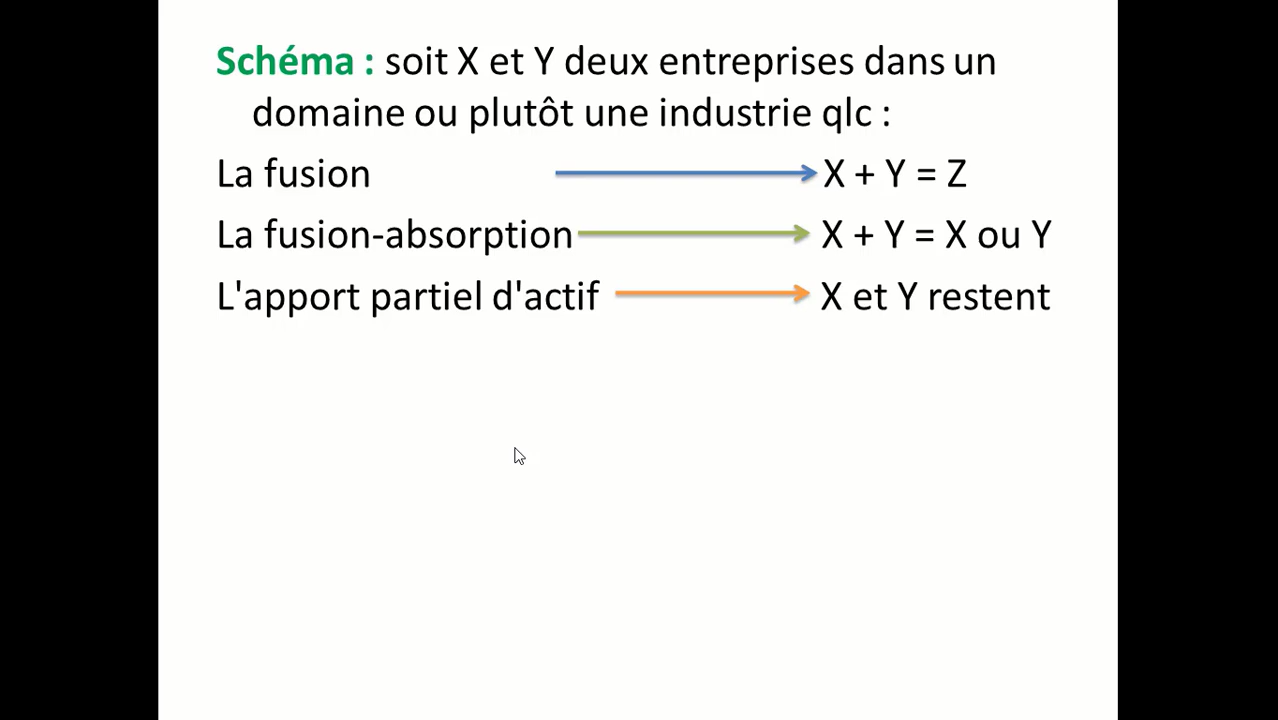 Schéma : soit X et Y deux entreprises dans un
domaine ou plutôt une industrie qlc :
La fusion X + Y = Z
La fusion-absorption X + Y = X ou Y
L'apport partiel d'actif X et Y restent